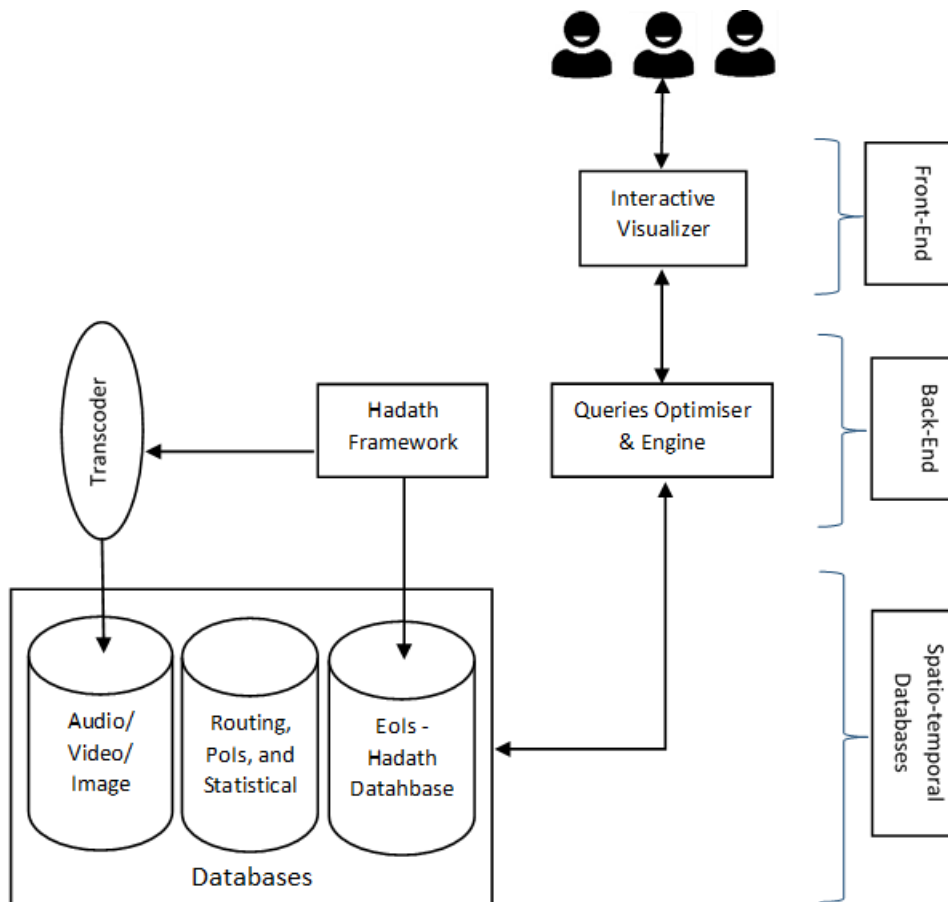 Interactive
Visualizer
Front-End
Transcoder
Hadath
Framework
Queries Optimiser
& Engine
Back-End
Audio/
Video/
Image
Routing,
PoIs, and
Statistical
EoIs -
Hadath
Datahbase
Databases
Spatio-temporal
Databases